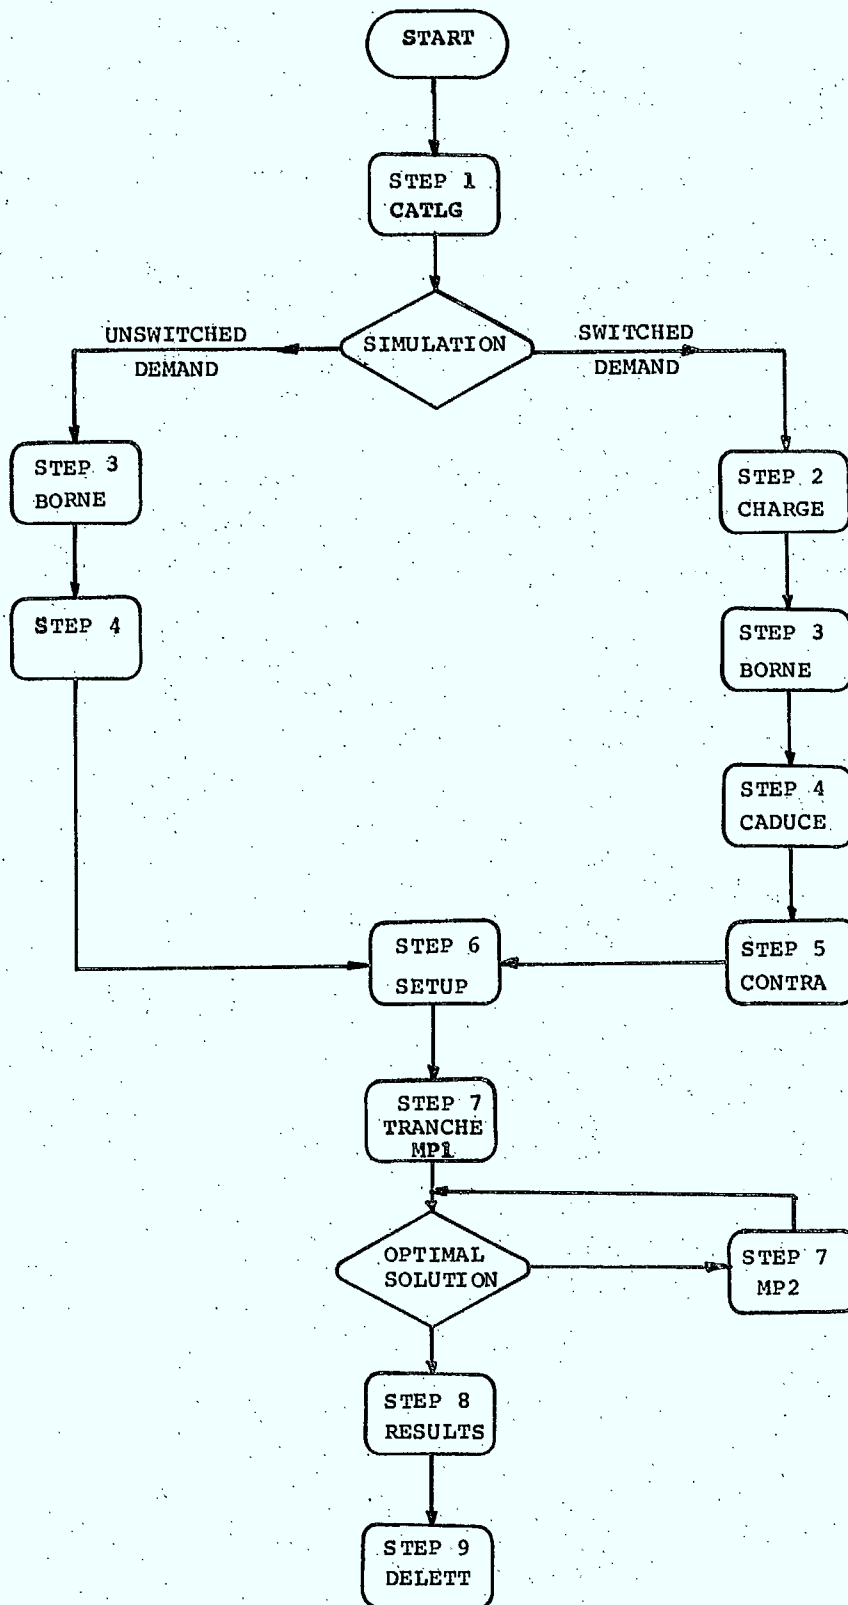 START
STEP 1
CATLG
SIMULATION
UNSWITCHED
DEMAND
SWITCHED
DEMAND
STEP 3
BORNE
STEP 4
STEP 2
CHARGE
STEP 3
BORNE
STEP 4
CADUCE
STEP 5
CONTRA
STEP 6
SETUP
STEP 7
TRANCHE
MP1
OPTIMAL
SOLUTION
STEP 7
MP2
STEP 8
RESULTS
STEP 9
DELETT